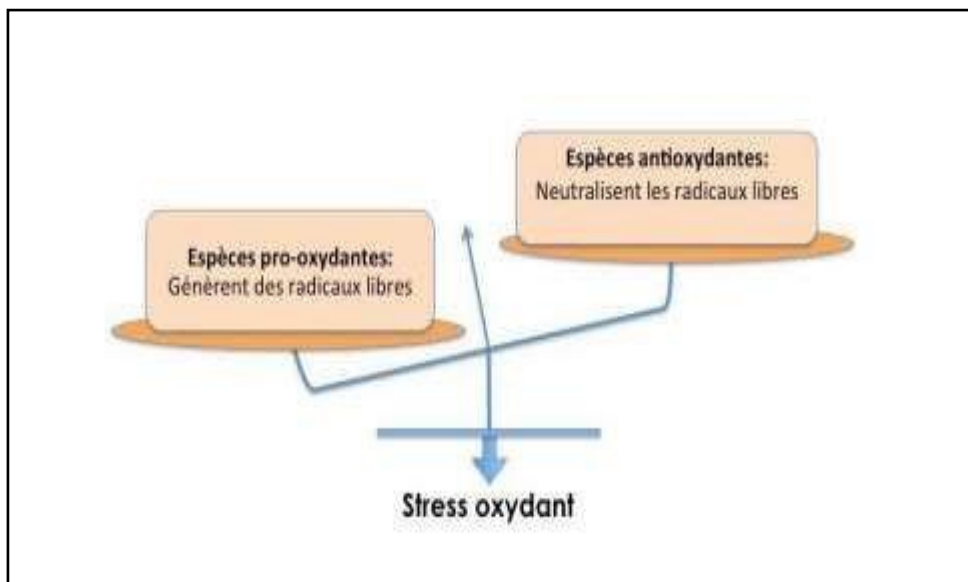 Espèces antioxydantes:
Neutralisent les radicaux libres
Espèces pro-oxydantes:
Génèrent des radicaux libres
Stress oxydant